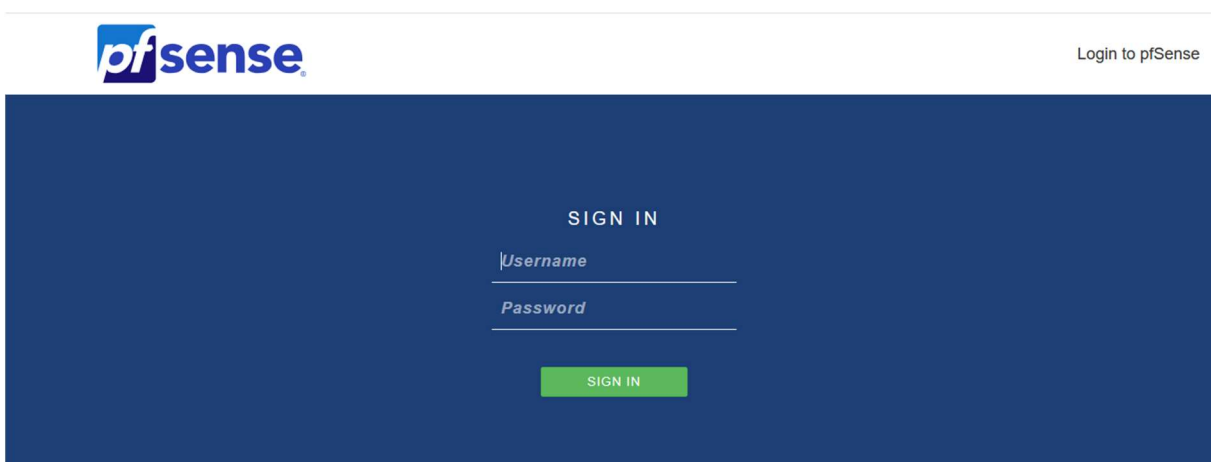 pfsense®
Login to pfSense
SIGN IN
Username
Password
SIGN IN